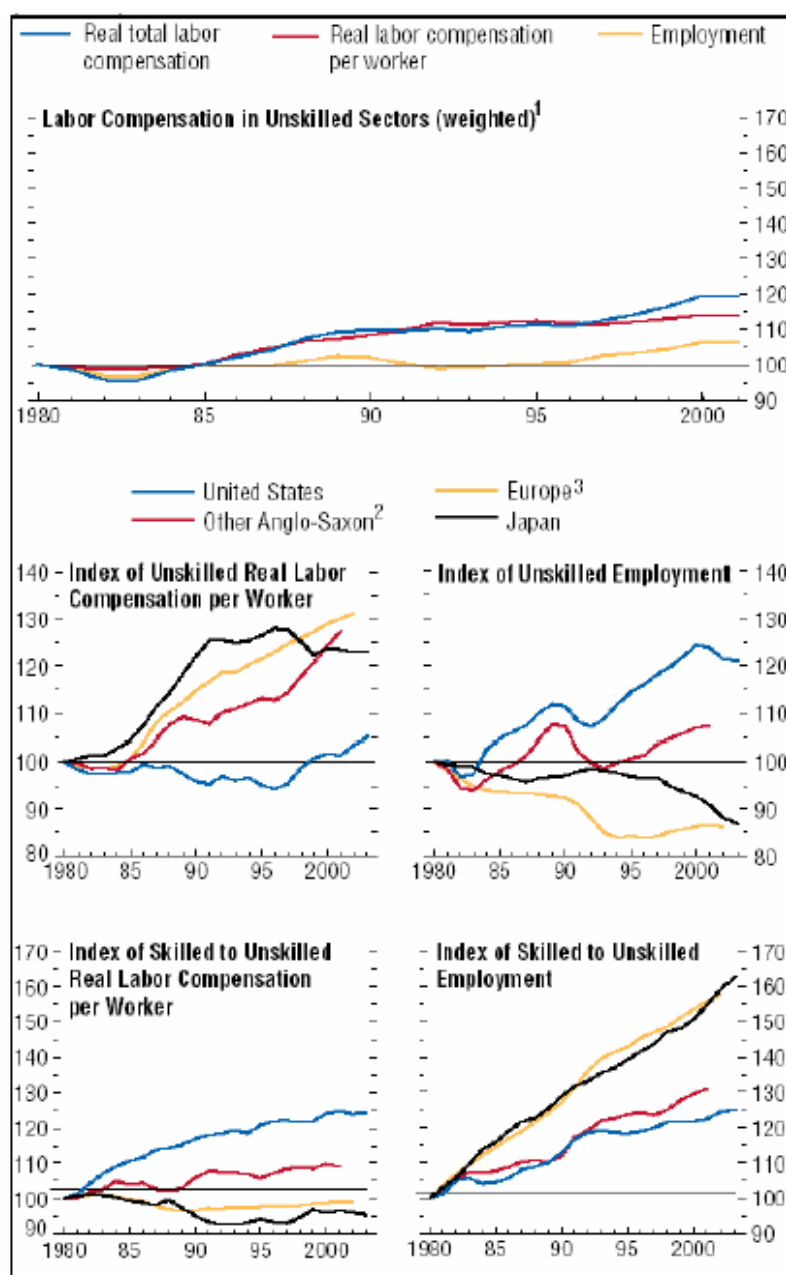 Real total labor compensation
Real labor compensation per worker
Employment
Labor Compensation in Unskilled Sectors (weighted)1
170
160
150
140
130
120
110
100
90
1980 85 90 95 2000
United States
Other Anglo-Saxon2
Europe3
Japan
Index of Unskilled Real Labor
Compensation per Worker
140
130
120
110
100
90
80
1980 85 90 95 2000
Index of Unskilled Employment
140
130
120
110
100
90
80
1980 85 90 95 2000
Index of Skilled to Unskilled
Real Labor Compensation
per Worker
170
160
150
140
130
120
110
100
90
1980 85 90 95 2000
Index of Skilled to Unskilled
Employment
170
160
150
140
130
120
110
100
90
1980 85 90 95 2000